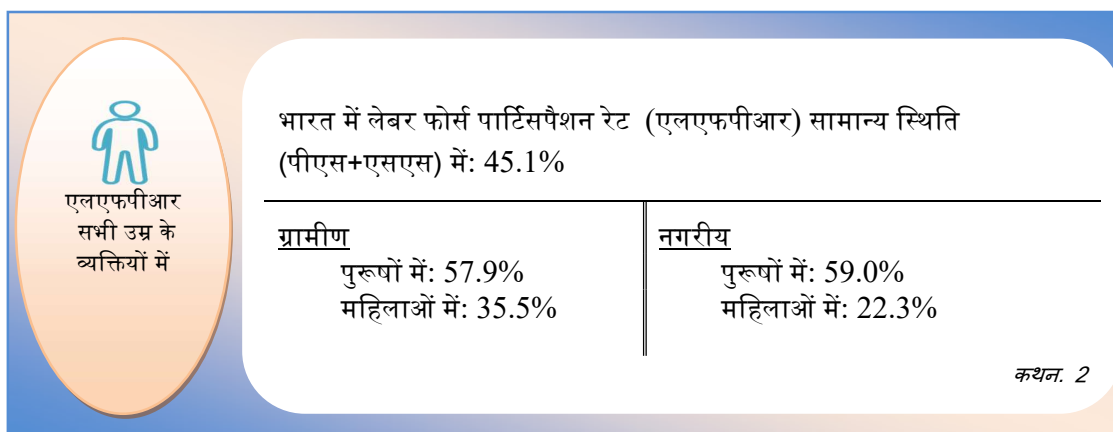 एलएफपीआर
सभी उम्र के
व्यक्तियों में
भारत में लेबर फोर्स पार्टिसपैशन रेट (एलएफपीआर) सामान्य स्थिति
(पीएस+एसएस) में: 45.1%
ग्रामीण
पुरूषों में: 57.9%
महिलाओं में: 35.5%
नगरीय
पुरूषों में: 59.0%
महिलाओं में: 22.3%
कथन. 2